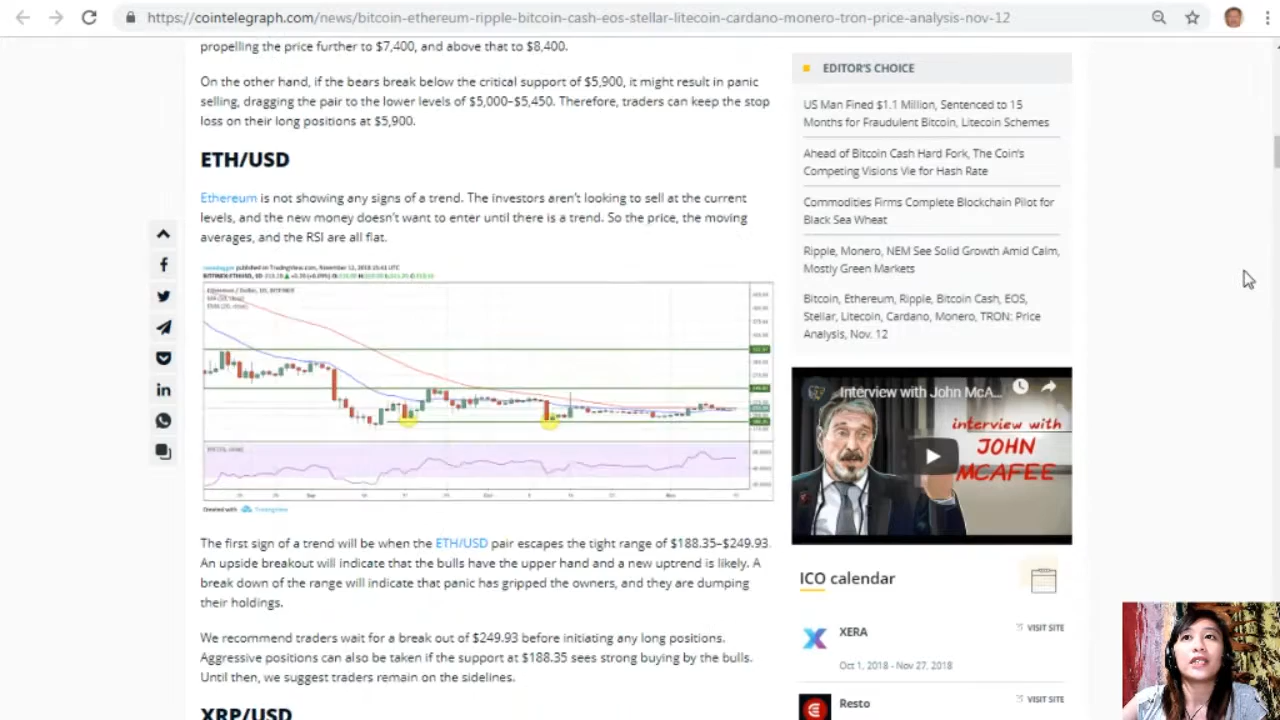 https://cointelegraph.com/news/bitcoin-ethereum-ripple-bitcoin-cash-eos-stellar-litecoin-cardano-monero-tron-price-analysis-nov-12
propelling the price further to $7,400, and above that to $8,400.
On the other hand, if the bears break below the critical support of $5,900, it might result in panic
selling, dragging the pair to the lower levels of $5,000–$5,450. Therefore, traders can keep the stop
loss on their long positions at $5,900.
ETH/USD
Ethereum is not showing any signs of a trend. The investors aren't looking to sell at the current
levels, and the new money doesn't want to enter until there is a trend. So the price, the moving
averages, and the RSI are all flat.
published on TradingView.com, November 12, 2018
Ethereum / Dollar, 1D, BITFINEX
Created with TradingView
The first sign of a trend will be when the ETH/USD pair escapes the tight range of $188.35–$249.93.
An upside breakout will indicate that the bulls have the upper hand and a new uptrend is likely. A
break down of the range will indicate that panic has gripped the owners, and they are dumping
their holdings.
We recommend traders wait for a break out of $249.93 before initiating any long positions.
Aggressive positions can also be taken if the support at $188.35 sees strong buying by the bulls.
Until then, we suggest traders remain on the sidelines.
XRP/USD
EDITOR'S CHOICE
US Man Fined $1.1 Million, Sentenced to 15
Months for Fraudulent Bitcoin, Litecoin Schemes
Ahead of Bitcoin Cash Hard Fork, The Coin's
Competing Visions Vie for Hash Rate
Commodities Firms Complete Blockchain Pilot for
Black Sea Wheat
Ripple, Monero, NEM See Solid Growth Amid Calm,
Mostly Green Markets
Bitcoin, Ethereum, Ripple, Bitcoin Cash, EOS,
Stellar, Litecoin, Cardano, Monero, TRON: Price
Analysis, Nov. 12
Interview with John McA...
interview with
JOHN
MCAFEE
ICO calendar
XERA
VISIT SITE
Oct 1, 2018 - Nov 27, 2018
Resto
VISIT SITE